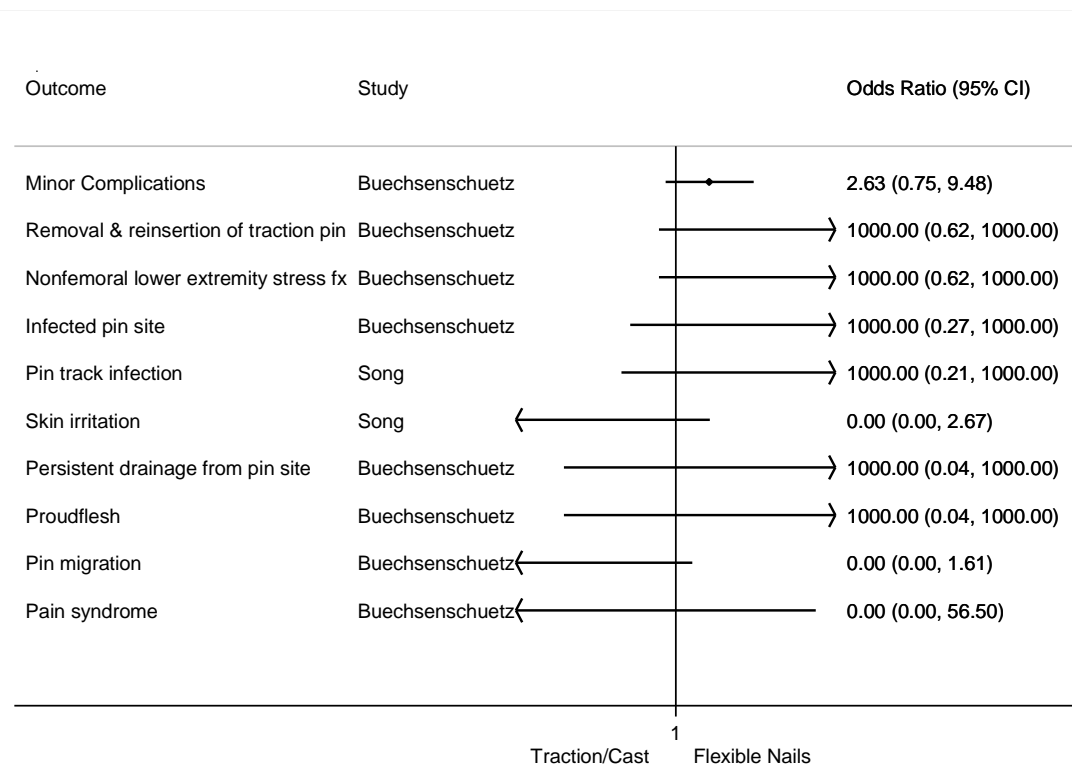 Outcome Study Odds Ratio (95% CI)
Minor Complications Buechsenschuetz 2.63 (0.75, 9.48)
Removal & reinsertion of traction pin Buechsenschuetz 1000.00 (0.62, 1000.00)
Nonfemoral lower extremity stress fx Buechsenschuetz 1000.00 (0.62, 1000.00)
Infected pin site Buechsenschuetz 1000.00 (0.27, 1000.00)
Pin track infection Song 1000.00 (0.21, 1000.00)
Skin irritation Song 0.00 (0.00, 2.67)
Persistent drainage from pin site Buechsenschuetz 1000.00 (0.04, 1000.00)
Proudflesh Buechsenschuetz 1000.00 (0.04, 1000.00)
Pin migration Buechsenschuetz 0.00 (0.00, 1.61)
Pain syndrome Buechsenschuetz 0.00 (0.00, 56.50)
1
Traction/Cast Flexible Nails